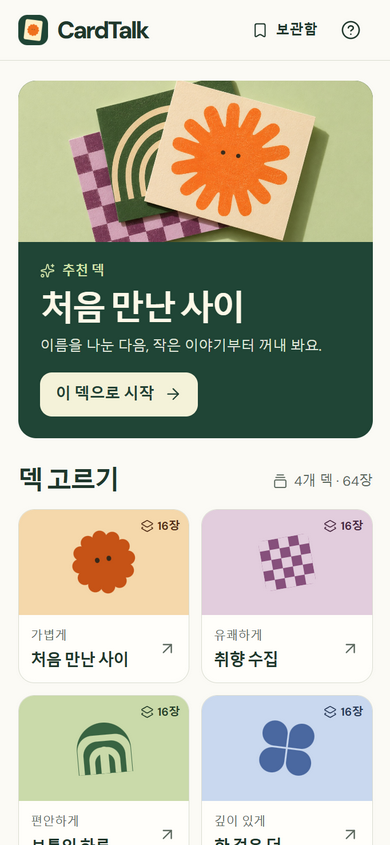 CardTalk
보관함
추천 덱
처음 만난 사이
이름을 나눈 다음, 작은 이야기부터 꺼내 봐요.
이 덱으로 시작
덱 고르기
4개 덱 · 64장
16장
16장
가볍게
처음 만난 사이
유쾌하게
취향 수집
16장
16장
편안하게
깊이 있게